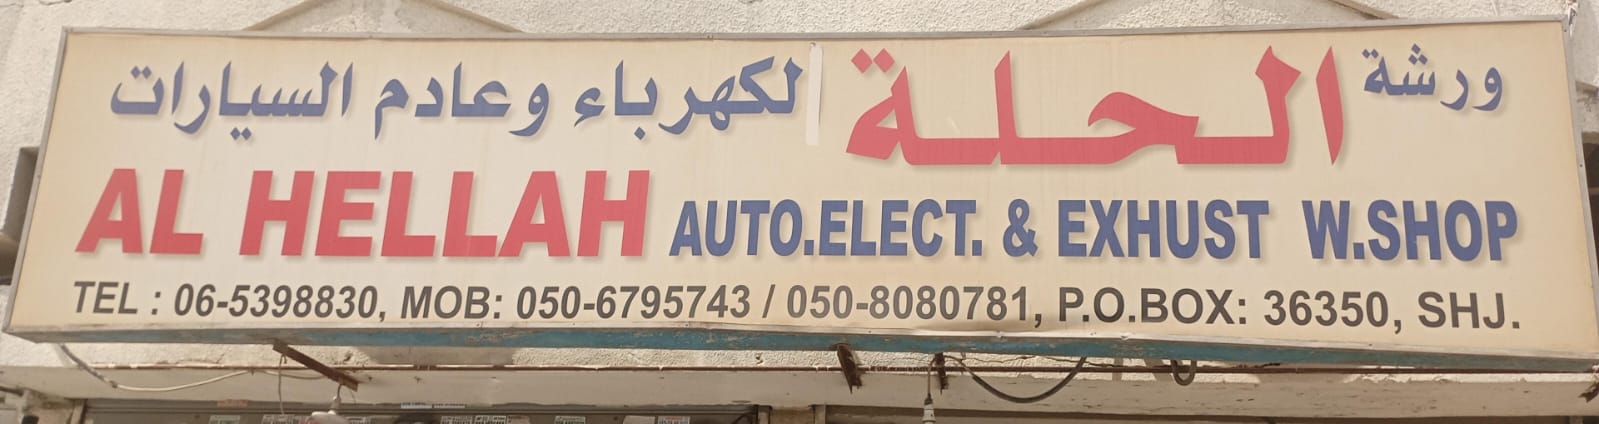 ورشة الحلة لكهرباء وعادم السيارات
AL HELLAH AUTO.ELECT. & EXHUST W.SHOP
TEL : 06-5398830, MOB: 050-6795743 / 050-8080781, P.O.BOX: 36350, SHJ.